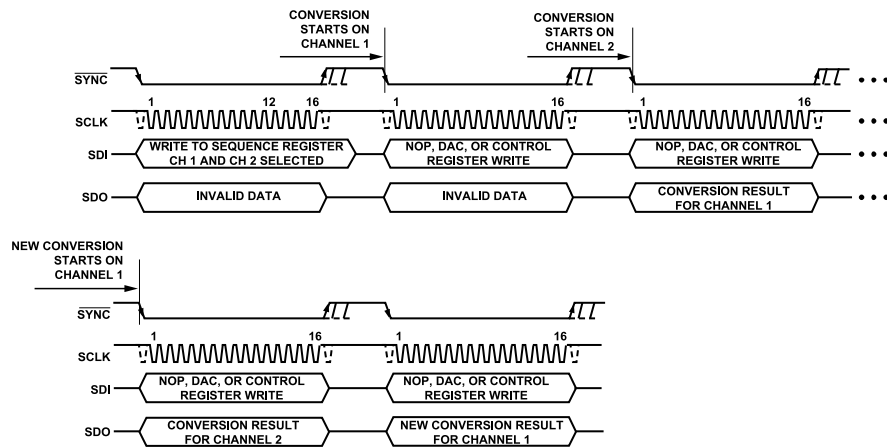 CONVERSION
STARTS ON
CHANNEL 1
CONVERSION
STARTS ON
CHANNEL 2
SYNC
1 12 16 1 16 1 16
SCLK
SDI
WRITE TO SEQUENCE REGISTER
CH 1 AND CH 2 SELECTED
NOP, DAC, OR CONTROL
REGISTER WRITE
NOP, DAC, OR CONTROL
REGISTER WRITE
SDO
INVALID DATA
INVALID DATA
CONVERSION RESULT
FOR CHANNEL 1
NEW CONVERSION
STARTS ON
CHANNEL 1
SYNC
1 16 1 16
SCLK
SDI
NOP, DAC, OR CONTROL
REGISTER WRITE
NOP, DAC, OR CONTROL
REGISTER WRITE
SDO
CONVERSION RESULT
FOR CHANNEL 2
NEW CONVERSION RESULT
FOR CHANNEL 1